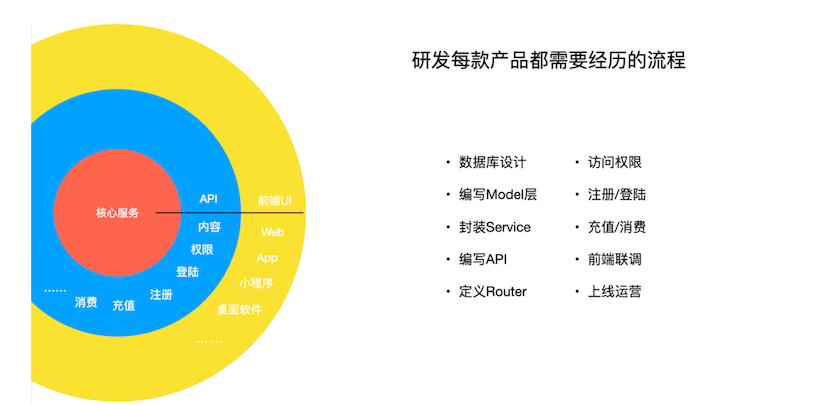 研发每款产品都需要经历的流程
核心服务
API
内容
权限
登陆
注册
充值
消费
……
前端UI
Web
App
小程序
桌面软件
… …
• 数据库设计
• 编写Model层
• 封装Service
• 编写API
• 定义Router
• 访问权限
• 注册/登陆
• 充值/消费
• 前端联调
• 上线运营